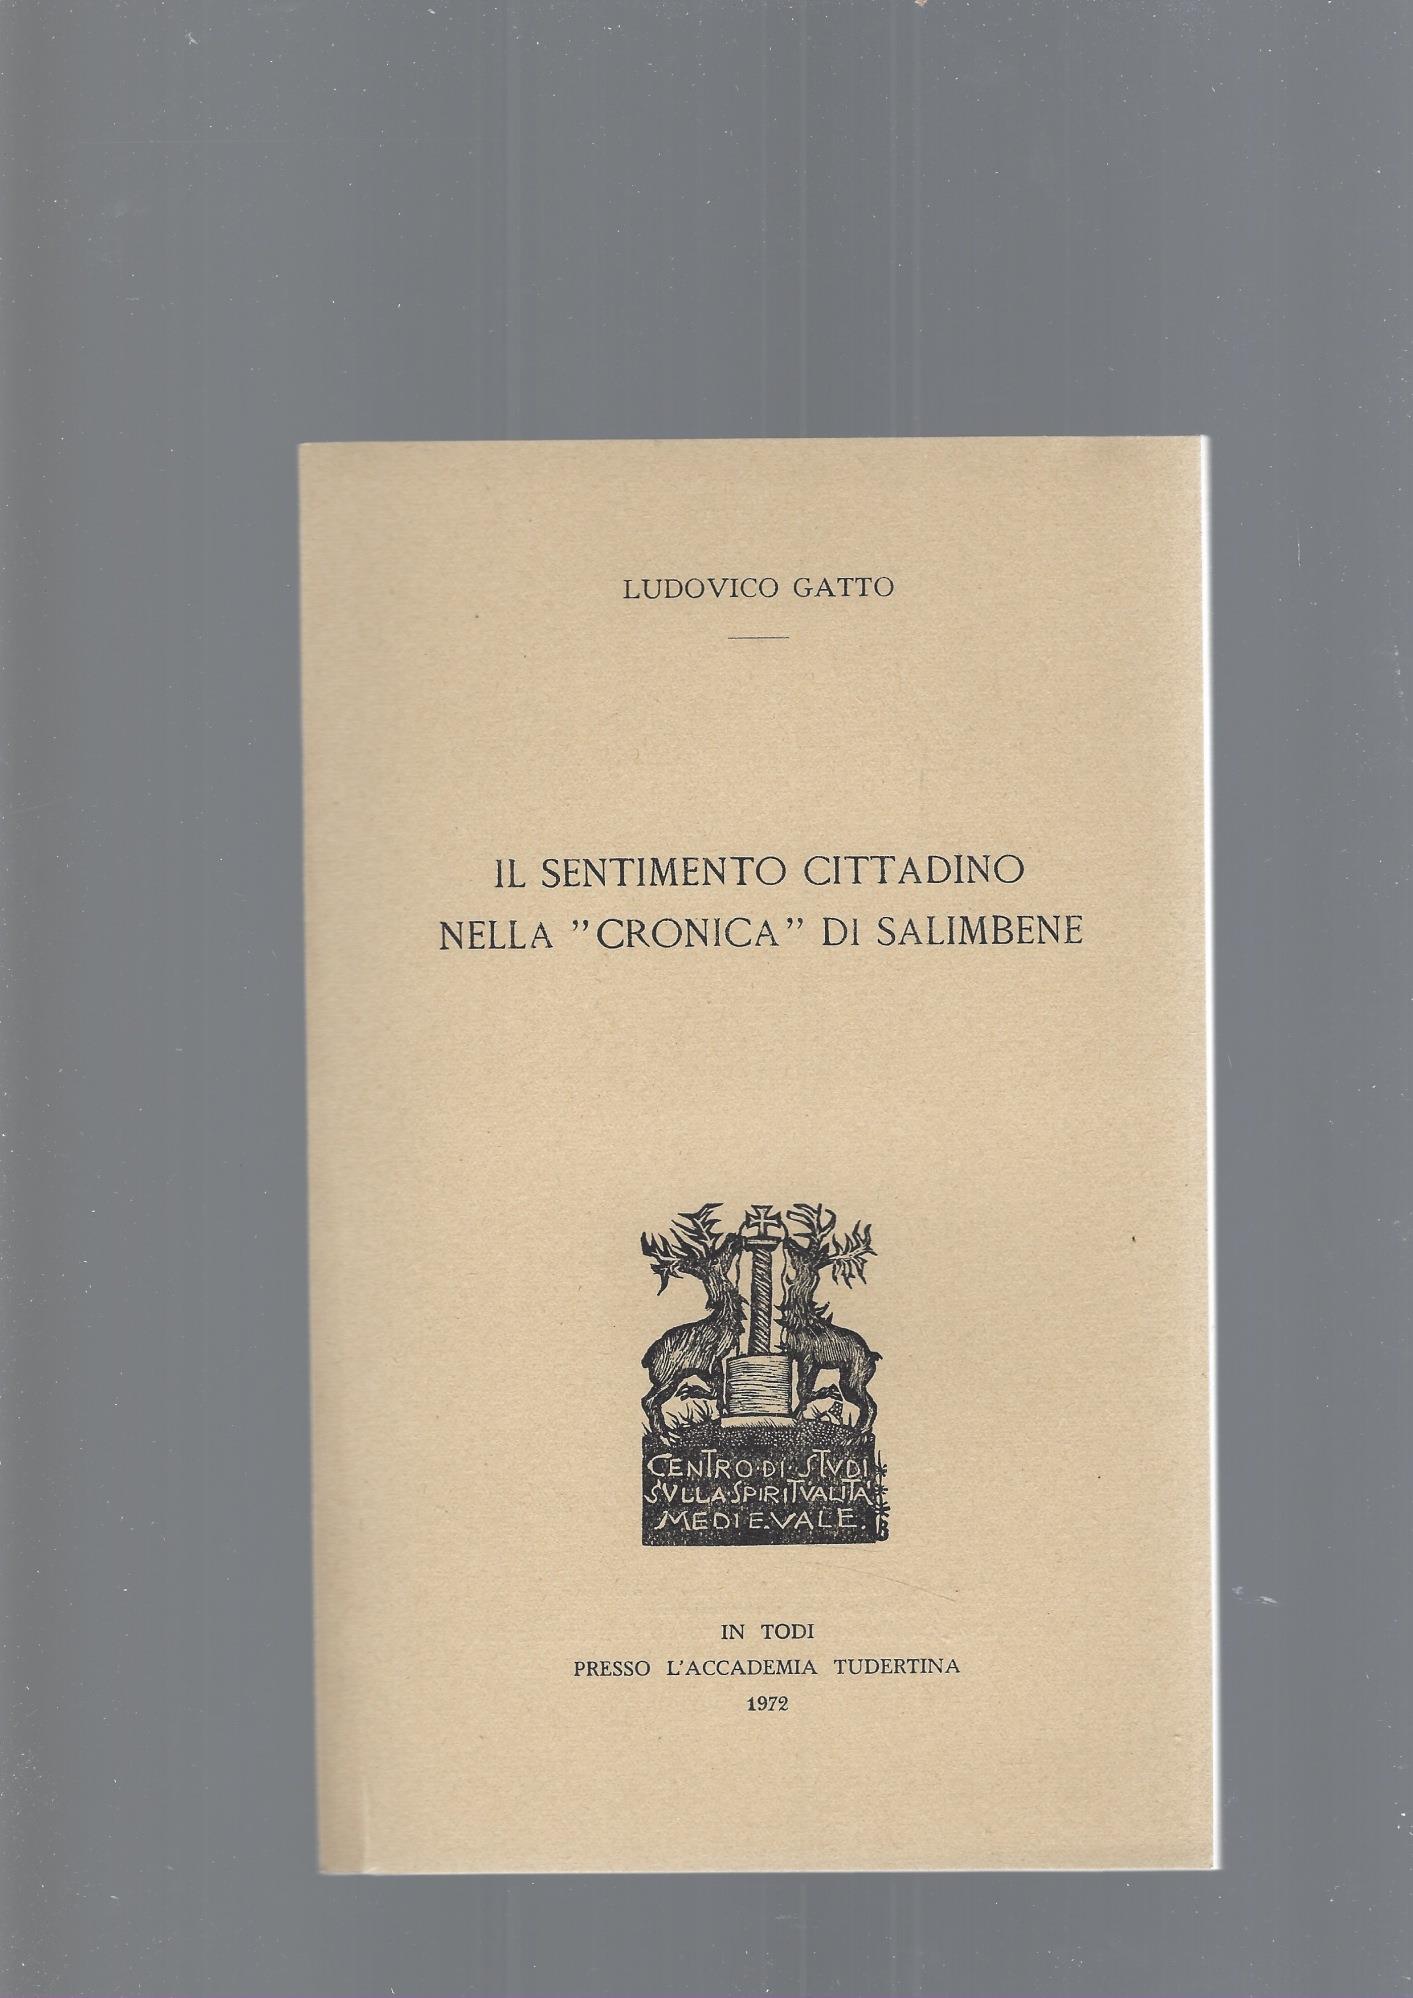 LUDOVICO GATTO
IL SENTIMENTO CITTADINO
NELLA ”CRONICA” DI SALIMBENE
CENTRO·DI·STVDI
SVLLA·SPIRITVALITA'
MEDIEVALE.
B
IN TODI
PRESSO L'ACCADEMIA TUDERTINA
1972